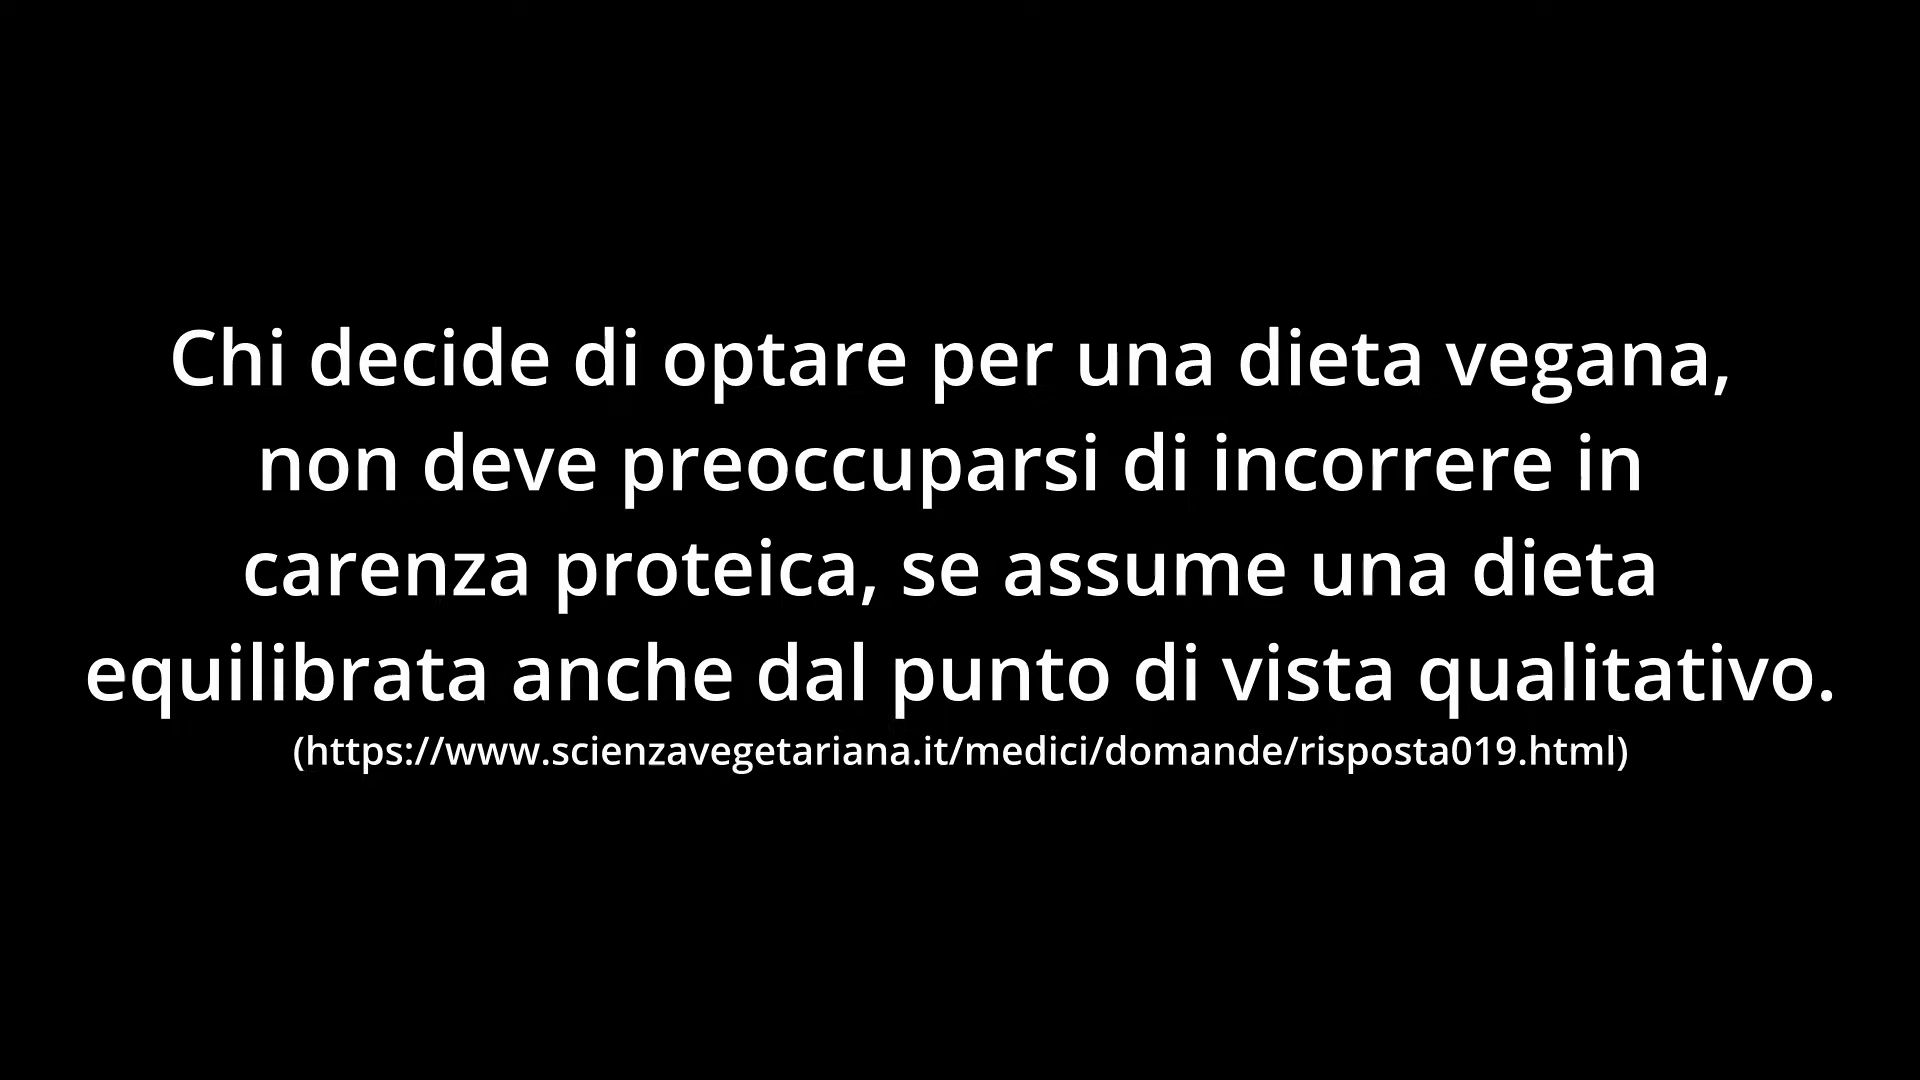 Chi decide di optare per una dieta vegana,
non deve preoccuparsi di incorrere in
carenza proteica, se assume una dieta
equilibrata anche dal punto di vista qualitativo.
(https://www.scienzavegetariana.it/medici/domande/risposta019.html)